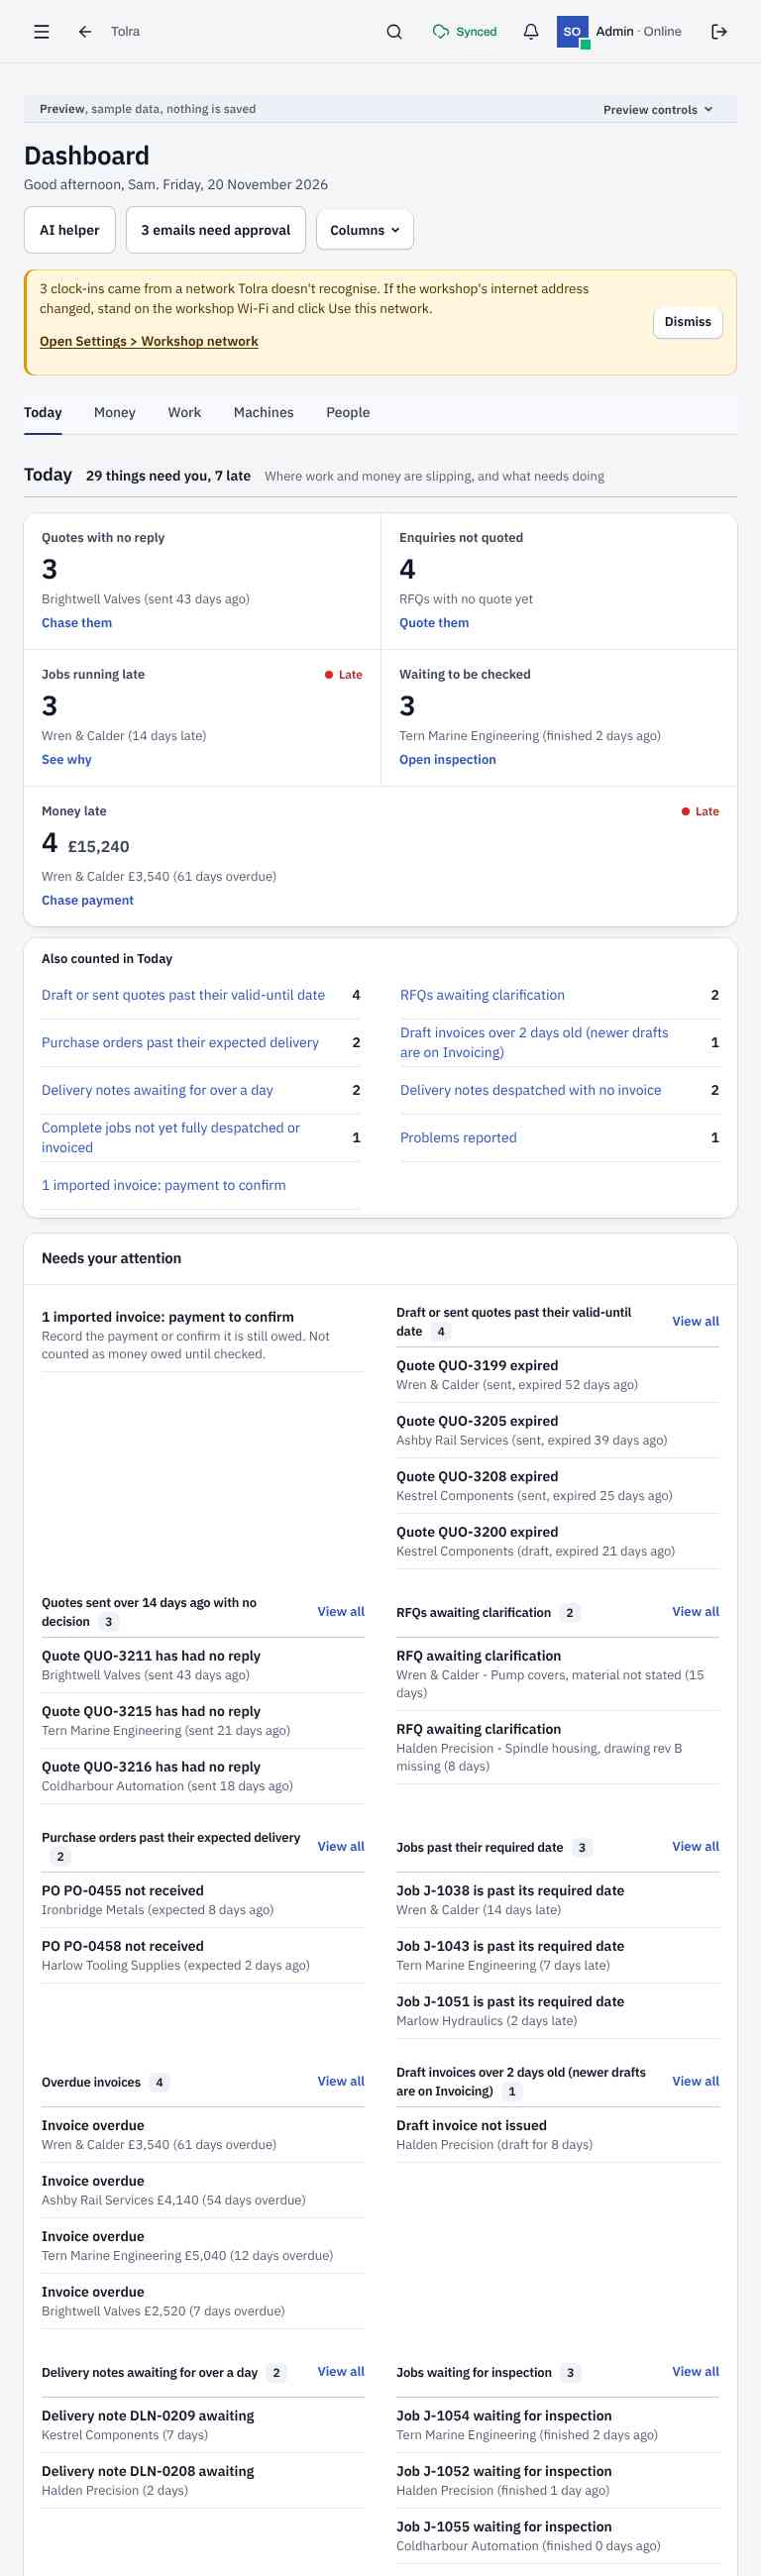 Tolra
Synced
SO
Admin · Online
Preview, sample data, nothing is saved
Preview controls
Dashboard
Good afternoon, Sam. Friday, 20 November 2026
AI helper
3 emails need approval
Columns
3 clock-ins came from a network Tolra doesn't recognise. If the workshop's internet address
changed, stand on the workshop Wi-Fi and click Use this network.
Open Settings > Workshop network
Dismiss
Today
Money
Work
Machines
People
Today 29 things need you, 7 late Where work and money are slipping, and what needs doing
Quotes with no reply
3
Brightwell Valves (sent 43 days ago)
Chase them
Enquiries not quoted
4
RFQs with no quote yet
Quote them
Jobs running late
Late
3
Wren & Calder (14 days late)
See why
Waiting to be checked
3
Tern Marine Engineering (finished 2 days ago)
Open inspection
Money late
Late
4 £15,240
Wren & Calder £3,540 (61 days overdue)
Chase payment
Also counted in Today
Draft or sent quotes past their valid-until date 4
RFQs awaiting clarification 2
Purchase orders past their expected delivery 2
Draft invoices over 2 days old (newer drafts
are on Invoicing) 1
Delivery notes awaiting for over a day 2
Delivery notes despatched with no invoice 2
Complete jobs not yet fully despatched or
invoiced 1
Problems reported 1
1 imported invoice: payment to confirm
Needs your attention
1 imported invoice: payment to confirm
Record the payment or confirm it is still owed. Not
counted as money owed until checked.
Draft or sent quotes past their valid-until
date 4
View all
Quote QUO-3199 expired
Wren & Calder (sent, expired 52 days ago)
Quote QUO-3205 expired
Ashby Rail Services (sent, expired 39 days ago)
Quote QUO-3208 expired
Kestrel Components (sent, expired 25 days ago)
Quote QUO-3200 expired
Kestrel Components (draft, expired 21 days ago)
Quotes sent over 14 days ago with no
decision 3
View all
Quote QUO-3211 has had no reply
Brightwell Valves (sent 43 days ago)
Quote QUO-3215 has had no reply
Tern Marine Engineering (sent 21 days ago)
Quote QUO-3216 has had no reply
Coldharbour Automation (sent 18 days ago)
RFQs awaiting clarification 2
View all
RFQ awaiting clarification
Wren & Calder - Pump covers, material not stated (15
days)
RFQ awaiting clarification
Halden Precision - Spindle housing, drawing rev B
missing (8 days)
Purchase orders past their expected delivery
2
View all
PO PO-0455 not received
Ironbridge Metals (expected 8 days ago)
PO PO-0458 not received
Harlow Tooling Supplies (expected 2 days ago)
Jobs past their required date 3
View all
Job J-1038 is past its required date
Wren & Calder (14 days late)
Job J-1043 is past its required date
Tern Marine Engineering (7 days late)
Job J-1051 is past its required date
Marlow Hydraulics (2 days late)
Overdue invoices 4
View all
Invoice overdue
Wren & Calder £3,540 (61 days overdue)
Invoice overdue
Ashby Rail Services £4,140 (54 days overdue)
Invoice overdue
Tern Marine Engineering £5,040 (12 days overdue)
Invoice overdue
Brightwell Valves £2,520 (7 days overdue)
Draft invoices over 2 days old (newer drafts
are on Invoicing) 1
View all
Draft invoice not issued
Halden Precision (draft for 8 days)
Delivery notes awaiting for over a day 2
View all
Delivery note DLN-0209 awaiting
Kestrel Components (7 days)
Delivery note DLN-0208 awaiting
Halden Precision (2 days)
Jobs waiting for inspection 3
View all
Job J-1054 waiting for inspection
Tern Marine Engineering (finished 2 days ago)
Job J-1052 waiting for inspection
Halden Precision (finished 1 day ago)
Job J-1055 waiting for inspection
Coldharbour Automation (finished 0 days ago)